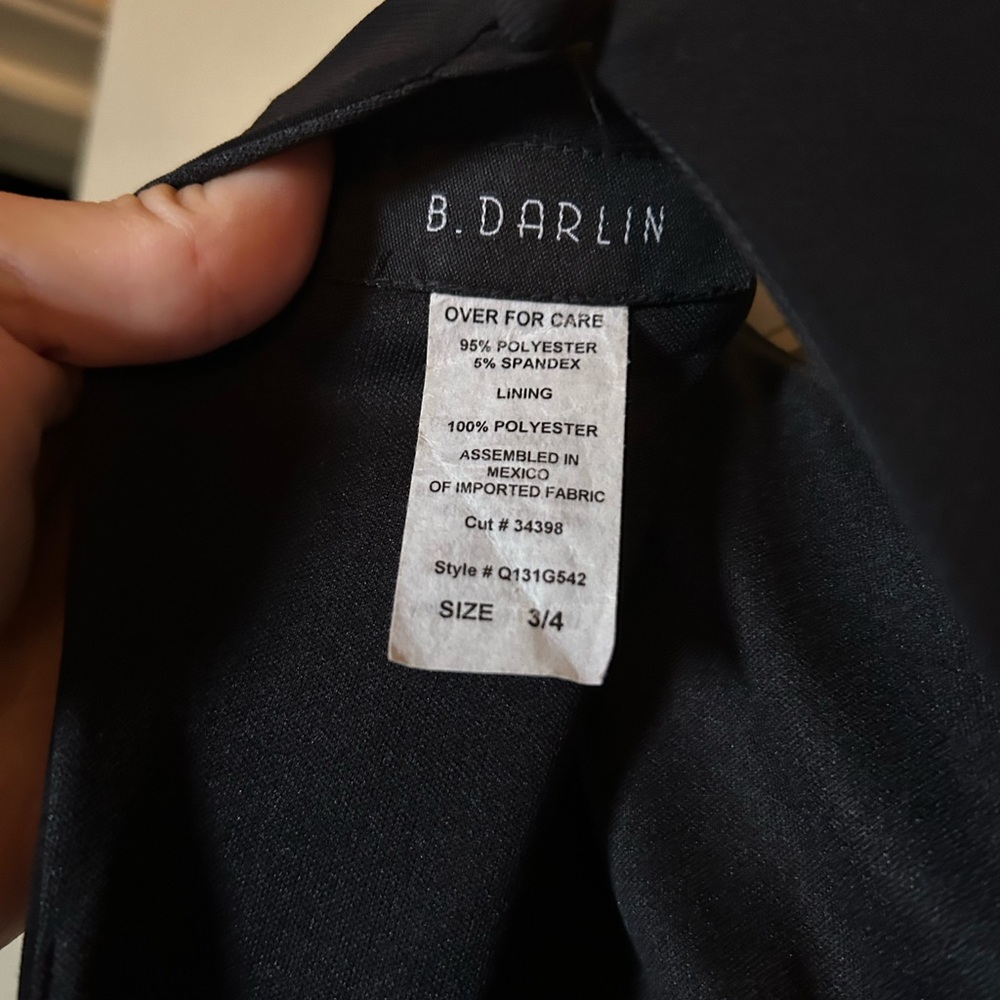 B.DARLIN
OVER FOR CARE
95% POLYESTER
5% SPANDEX
LiNING
100% POLYESTER
ASSEMBLED IN
MEXICO
OF IMPORTED FABRIC
Cut # 34398
Style # Q131G542
SIZE 3/4